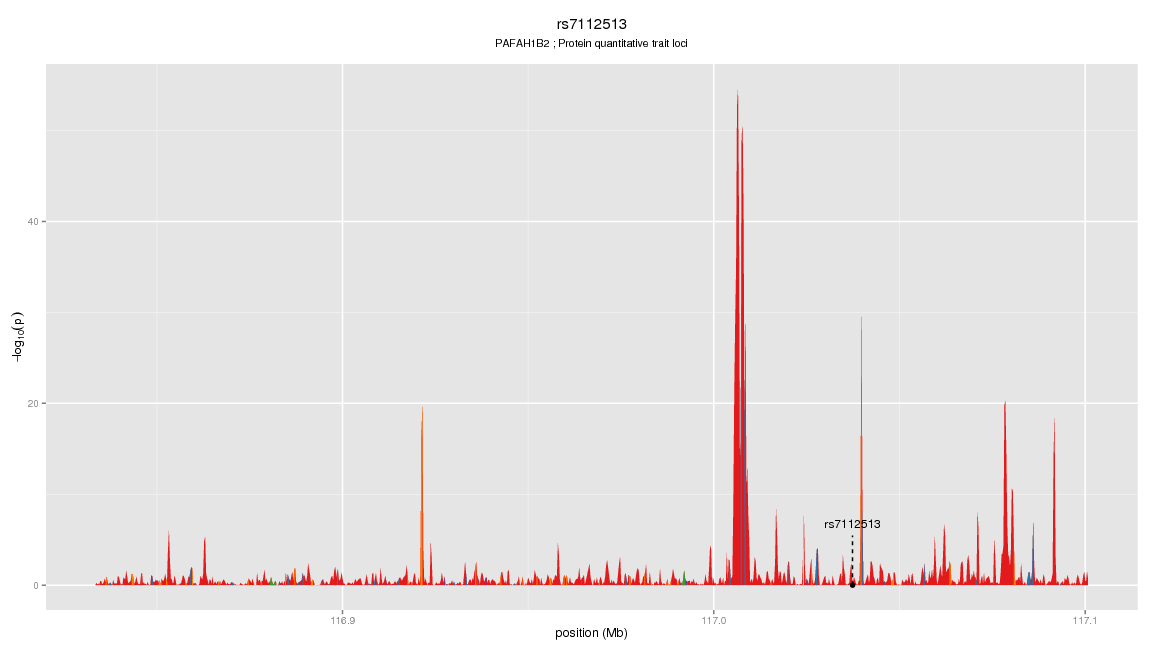 rs7112513
PAFAH1B2 ; Protein quantitative trait loci
40
20
0
−log10(p)
rs7112513
116.9
117.0
117.1
position (Mb)